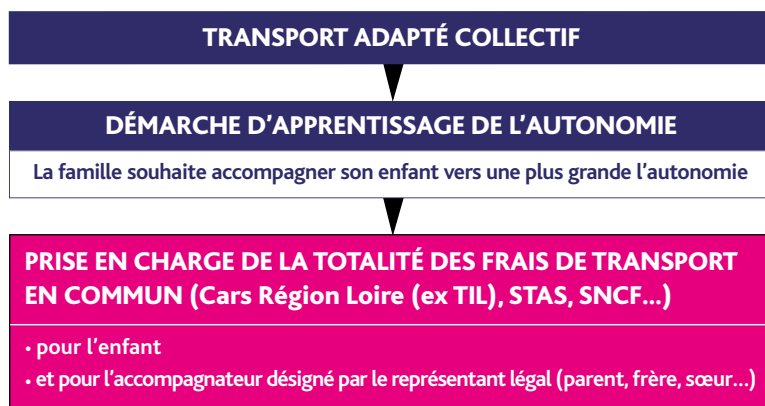 TRANSPORT ADAPTÉ COLLECTIF
DÉMARCHE D’APPRENTISSAGE DE L’AUTONOMIE
La famille souhaite accompagner son enfant vers une plus grande l’autonomie
PRISE EN CHARGE DE LA TOTALITÉ DES FRAIS DE TRANSPORT
EN COMMUN (Cars Région Loire (ex TIL), STAS, SNCF...)
• pour l’enfant
• et pour l’accompagnateur désigné par le représentant légal (parent, frère, sœur...)